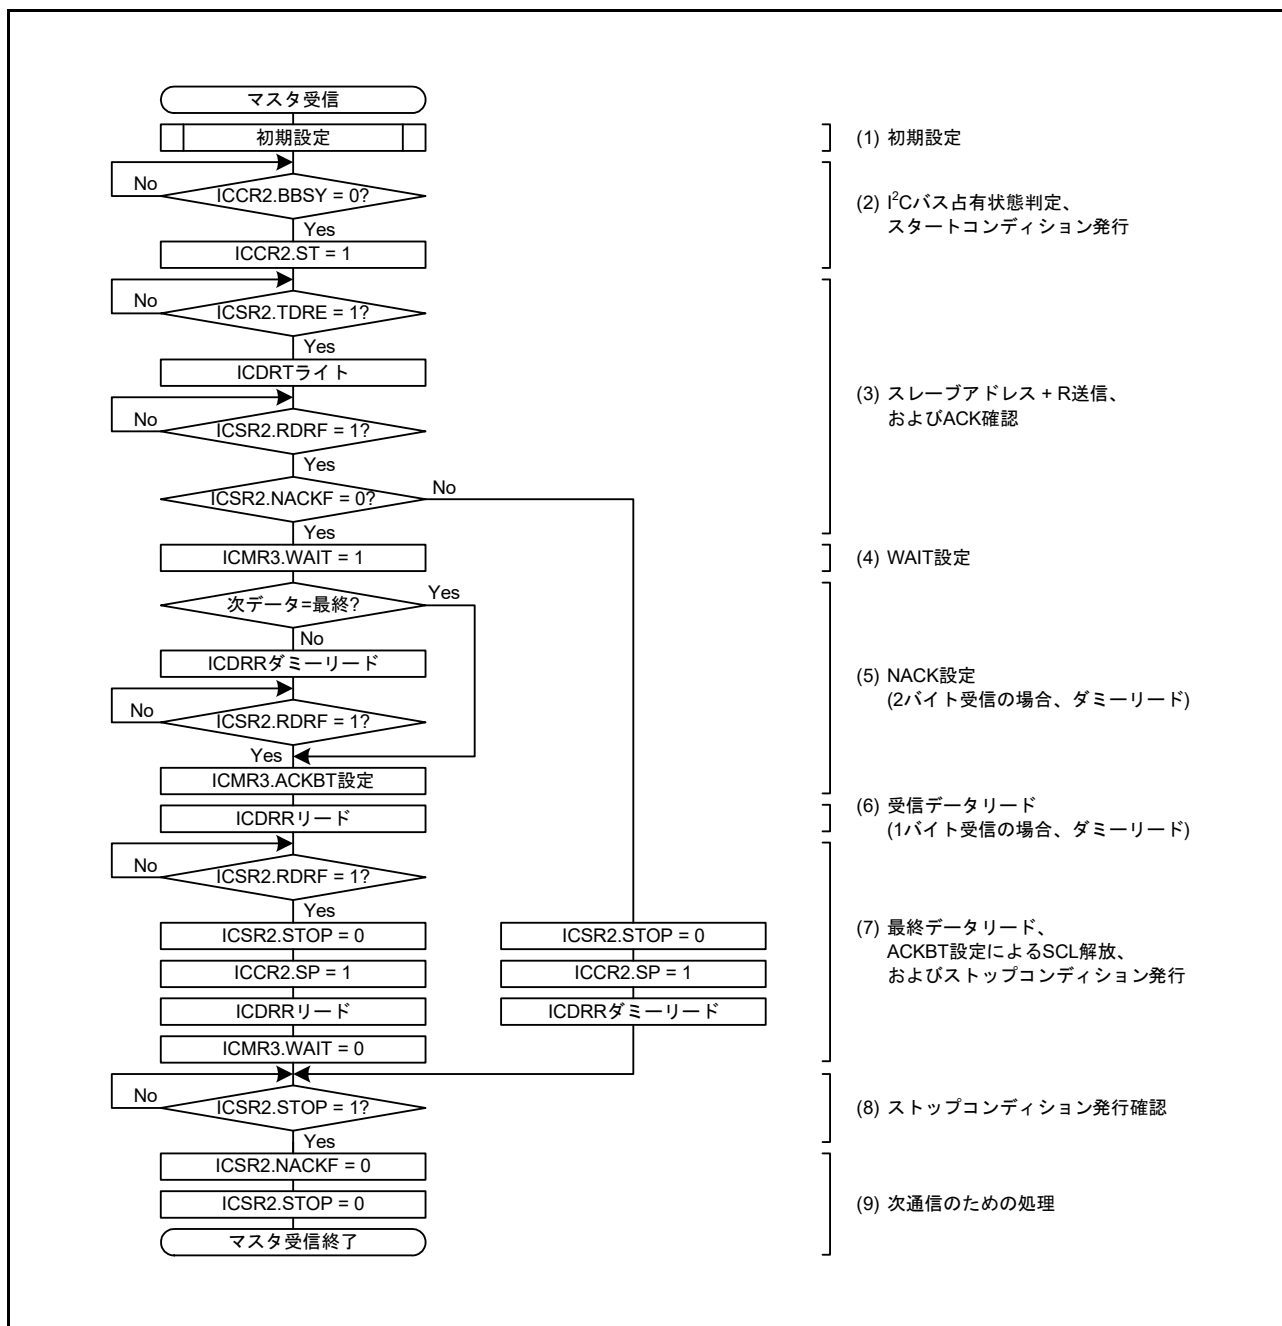 マスタ受信
初期設定
(1) 初期設定
No
ICCR2.BBSY = 0?
Yes
ICCR2.ST = 1
(2) I²Cバス占有状態判定、
スタートコンディション発行
No
ICSR2.TDRE = 1?
Yes
ICDRTライト
No
ICSR2.RDRF = 1?
Yes
ICSR2.NACKF = 0?
No
Yes
(3) スレーブアドレス + R送信、
およびACK確認
ICMR3.WAIT = 1
(4) WAIT設定
次データ=最終?
Yes
No
ICDRRダミーリード
No
ICSR2.RDRF = 1?
Yes
ICMR3.ACKBT設定
(5) NACK設定
(2バイト受信の場合、ダミーリード)
ICDRRリード
(6) 受信データリード
(1バイト受信の場合、ダミーリード)
No
ICSR2.RDRF = 1?
Yes
ICSR2.STOP = 0
ICCR2.SP = 1
ICDRRリード
ICMR3.WAIT = 0
ICSR2.STOP = 0
ICCR2.SP = 1
ICDRRダミーリード
(7) 最終データリード、
ACKBT設定によるSCL解放、
およびストップコンディション発行
No
ICSR2.STOP = 1?
Yes
(8) ストップコンディション発行確認
ICSR2.NACKF = 0
ICSR2.STOP = 0
(9) 次通信のための処理
マスタ受信終了